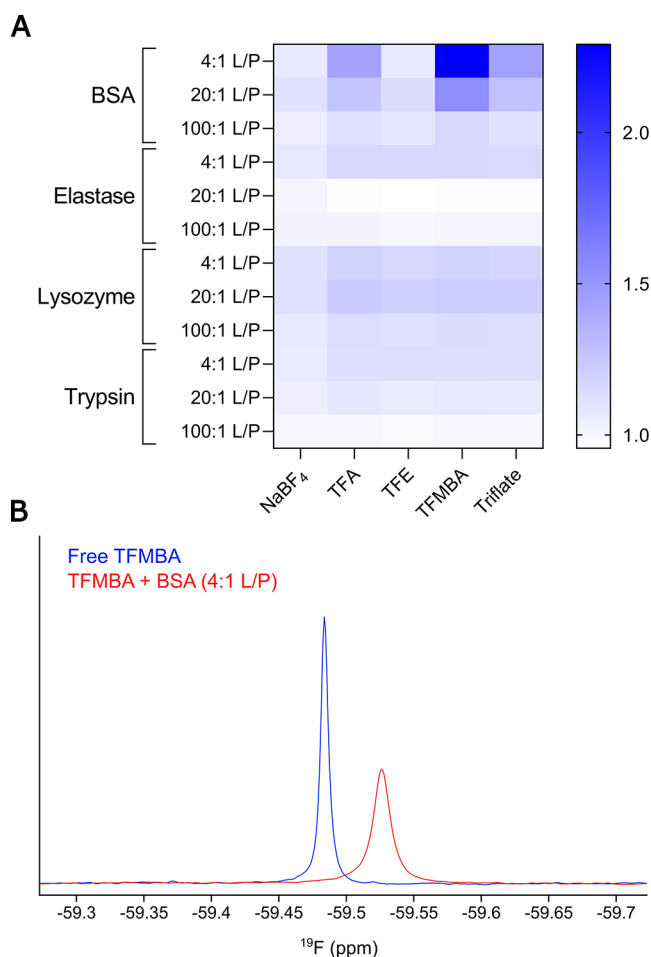 A
BSA
4:1 L/P
20:1 L/P
100:1 L/P
Elastase
4:1 L/P
20:1 L/P
100:1 L/P
Lysozyme
4:1 L/P
20:1 L/P
100:1 L/P
Trypsin
4:1 L/P
20:1 L/P
100:1 L/P
2.0
1.5
1.0
NaBF₄ TFA TFE TFMBA Triflate
B
Free TFMBA
TFMBA + BSA (4:1 L/P)
-59.3 -59.35 -59.4 -59.45 -59.5 -59.55 -59.6 -59.65 -59.7
¹⁹F (ppm)